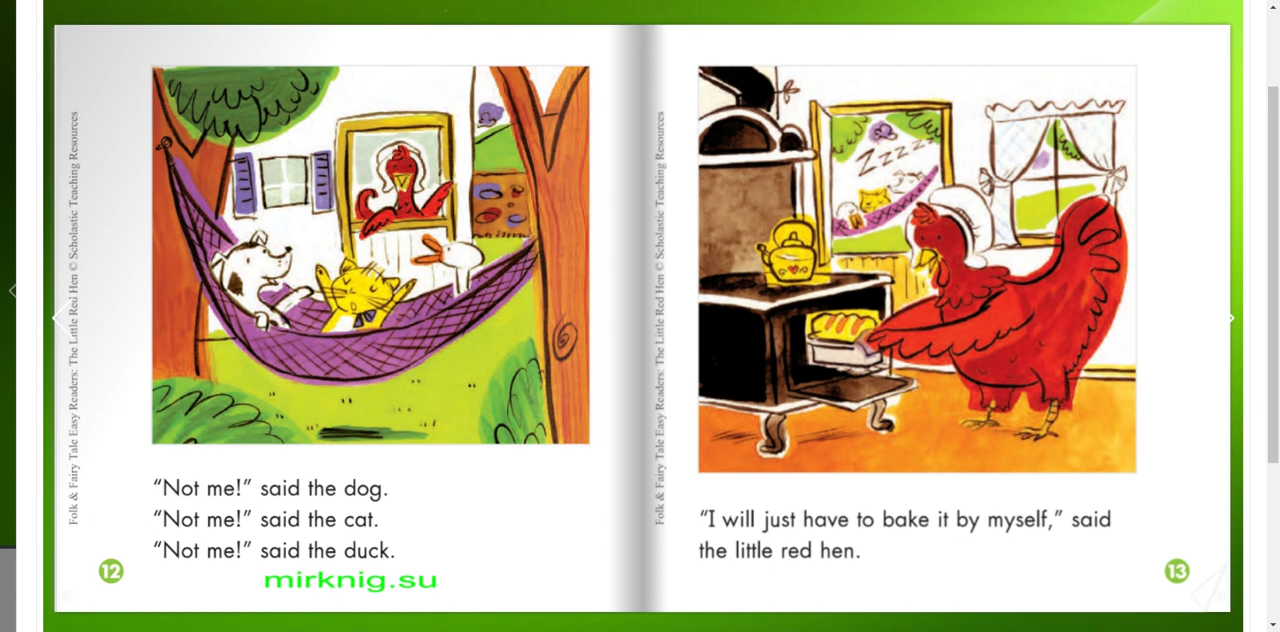 Folk & Fairy Tale Easy Readers: The Little Red Hen © Scholastic Teaching Resources
“Not me!” said the dog.
“Not me!” said the cat.
“Not me!” said the duck.
12
mirknig.su
Folk & Fairy Tale Easy Readers: The Little Red Hen © Scholastic Teaching Resources
ZZZZZ
“I will just have to bake it by myself,” said
the little red hen.
13